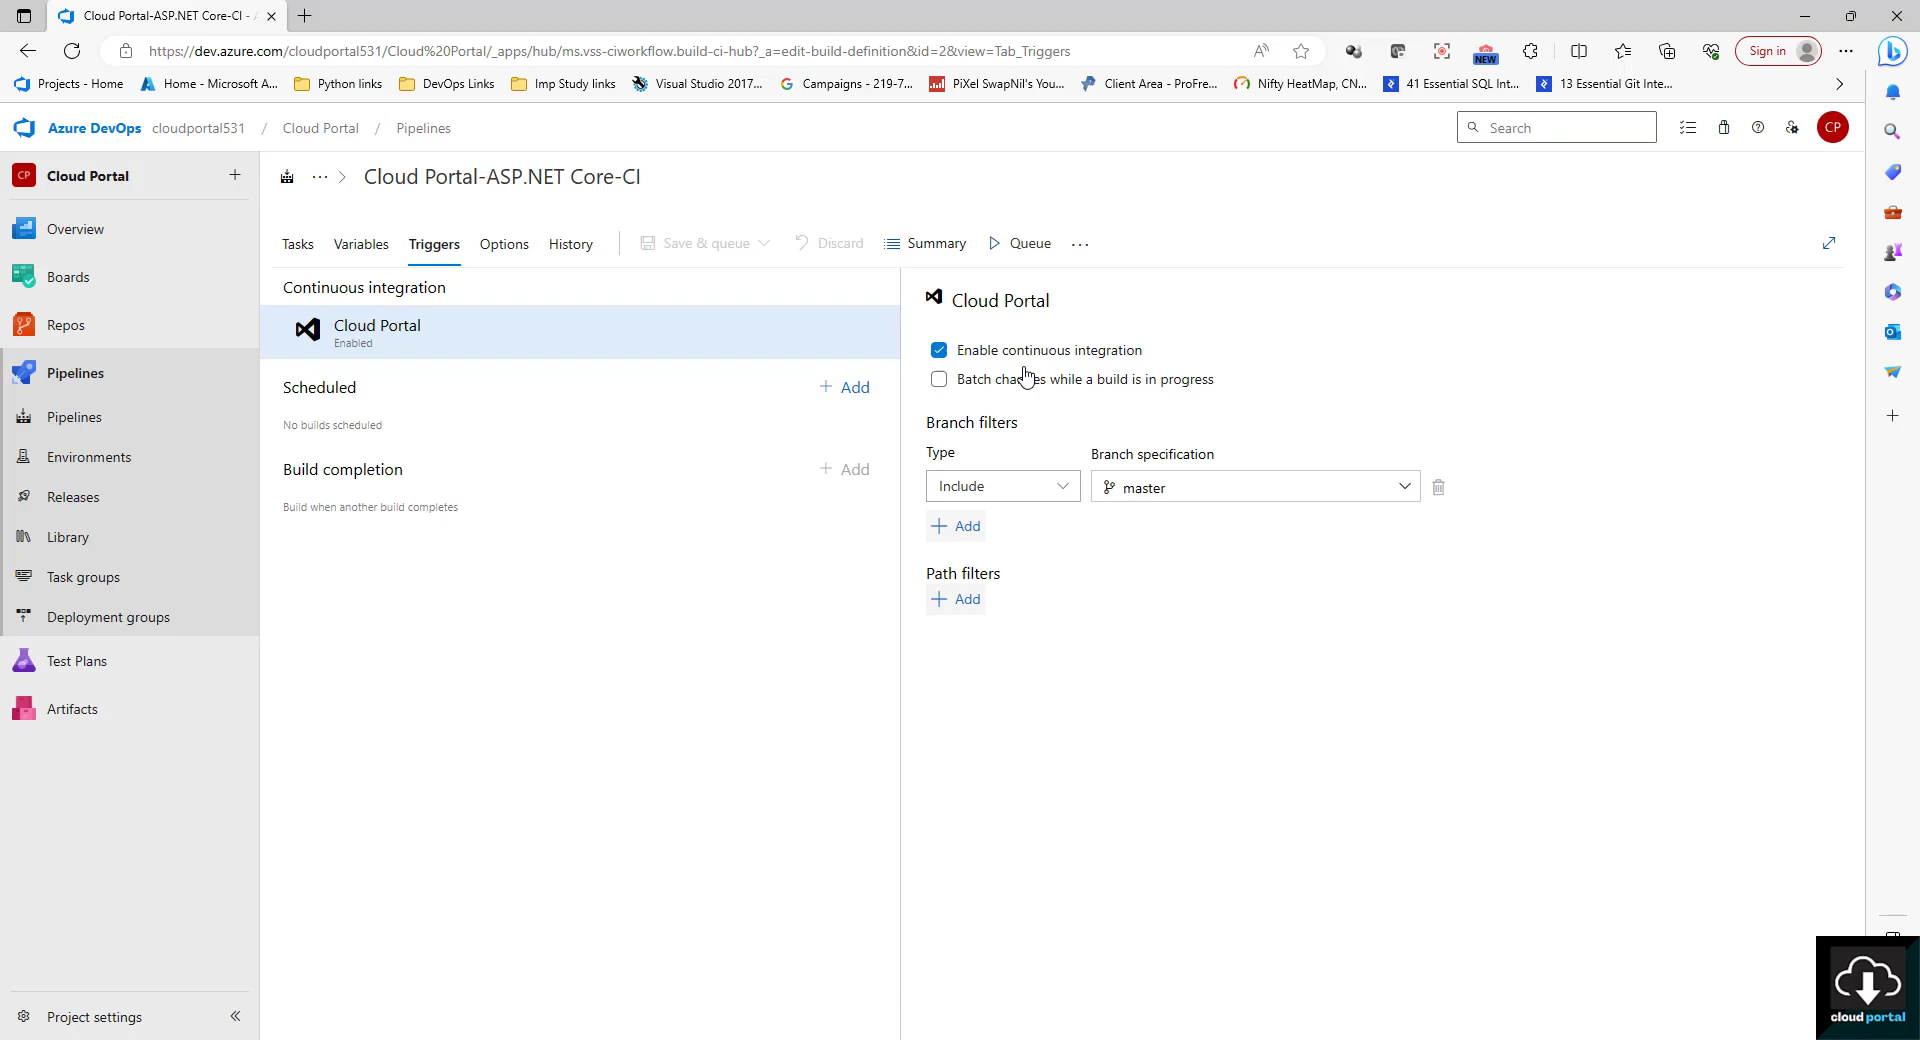 Cloud Portal-ASP.NET Core-CI -
https://dev.azure.com/cloudportal531/Cloud%20Portal/_apps/hub/ms.vss-ciworkflow.build-ci-hub?_a=edit-build-definition&id=2&view=Tab_Triggers
NEW
Sign in
Projects - Home
Home - Microsoft A...
Python links
DevOps Links
Imp Study links
Visual Studio 2017...
Campaigns - 219-7...
PiXel SwapNil's You...
Client Area - ProFre...
Nifty HeatMap, CN...
41 Essential SQL Int...
13 Essential Git Inte...
Azure DevOps cloudportal531 / Cloud Portal / Pipelines
Search
CP
CP Cloud Portal
Overview
Boards
Repos
Pipelines
Pipelines
Environments
Releases
Library
Task groups
Deployment groups
Test Plans
Artifacts
Project settings
Cloud Portal-ASP.NET Core-CI
Tasks Variables Triggers Options History Save & queue Discard Summary Queue
Continuous integration
Cloud Portal
Enabled
Scheduled + Add
No builds scheduled
Build completion + Add
Build when another build completes
Cloud Portal
Enable continuous integration
Batch changes while a build is in progress
Branch filters
Type Branch specification
Include master
+ Add
Path filters
+ Add
cloud portal